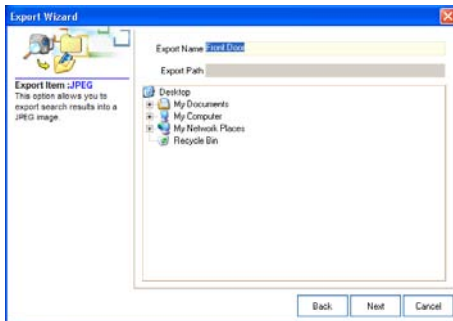 Export Wizard
Export Name Front Door
Export Path
Export Item :JPEG
This option allows you to
export search results into a
JPEG image.
Desktop
My Documents
My Computer
My Network Places
Recycle Bin
Back Next Cancel